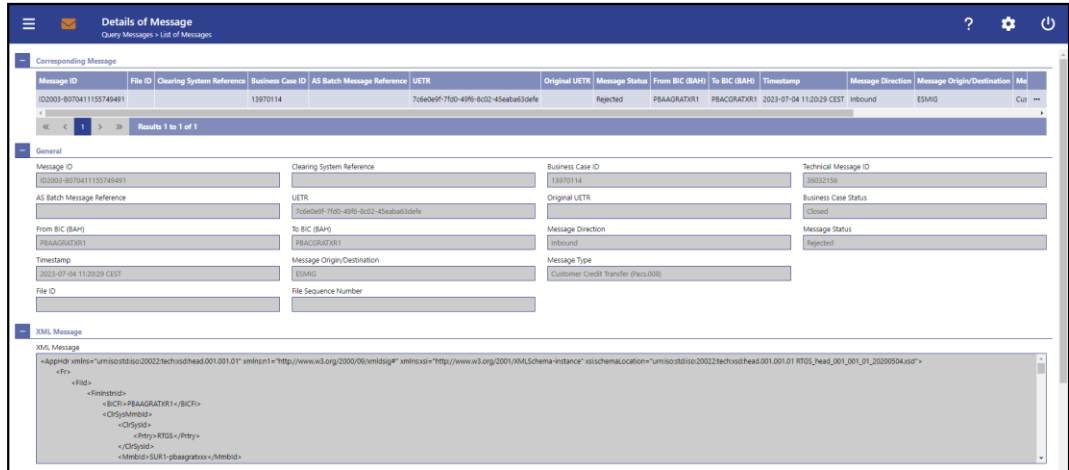 Details of Message
Query Messages > List of Messages
Corresponding Message
Message ID File ID Clearing System Reference Business Case ID AS Batch Message Reference UETR Original UETR Message Status From BIC (BAH) To BIC (BAH) Timestamp Message Direction Message Origin/Destination Me
ID2003-B070411155749491 13970114 7c6e0e9f-7fd0-49f6-8c02-45eaba63defe Rejected PBAAGRATXR1 PBACGRATXR1 2023-07-04 11:20:29 CEST Inbound ESMIG Cus ...
« < 1 > » Results 1 to 1 of 1
General
Message ID Clearing System Reference Business Case ID Technical Message ID
ID2003-B070411155749491 13970114 36032156
AS Batch Message Reference UETR Original UETR Business Case Status
7c6e0e9f-7fd0-49f6-8c02-45eaba63defe Closed
From BIC (BAH) To BIC (BAH) Message Direction Message Status
PBAAGRATXR1 PBACGRATXR1 Inbound Rejected
Timestamp Message Origin/Destination Message Type
2023-07-04 11:20:29 CEST ESMIG Customer Credit Transfer (Pacs.008)
File ID File Sequence Number
XML Message
XML Message
<AppHdr xmlns="urn:iso:std:iso:20022:tech:xsd:head.001.001.01" xmlns:n1="http://www.w3.org/2000/09/xmldsig#" xmlns:xsi="http://www.w3.org/2001/XMLSchema-instance" xsi:schemaLocation="urn:iso:std:iso:20022:tech:xsd:head.001.001.01 RTGS_head_001_001_01_20200504.xsd">
<Fr>
<FIId>
<FinInstnId>
<BICFI>PBAAGRATXR1</BICFI>
<ClrSysMmbId>
<ClrSysId>
<Prtry>RTGS</Prtry>
</ClrSysId>
<MmbId>SUR1-pbaagratxxx</MmbId>